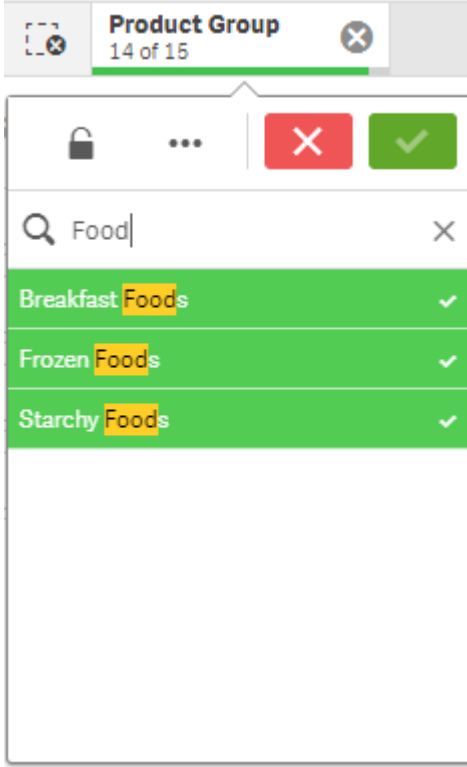 Product Group
14 of 15
Food
Breakfast Foods
Frozen Foods
Starchy Foods